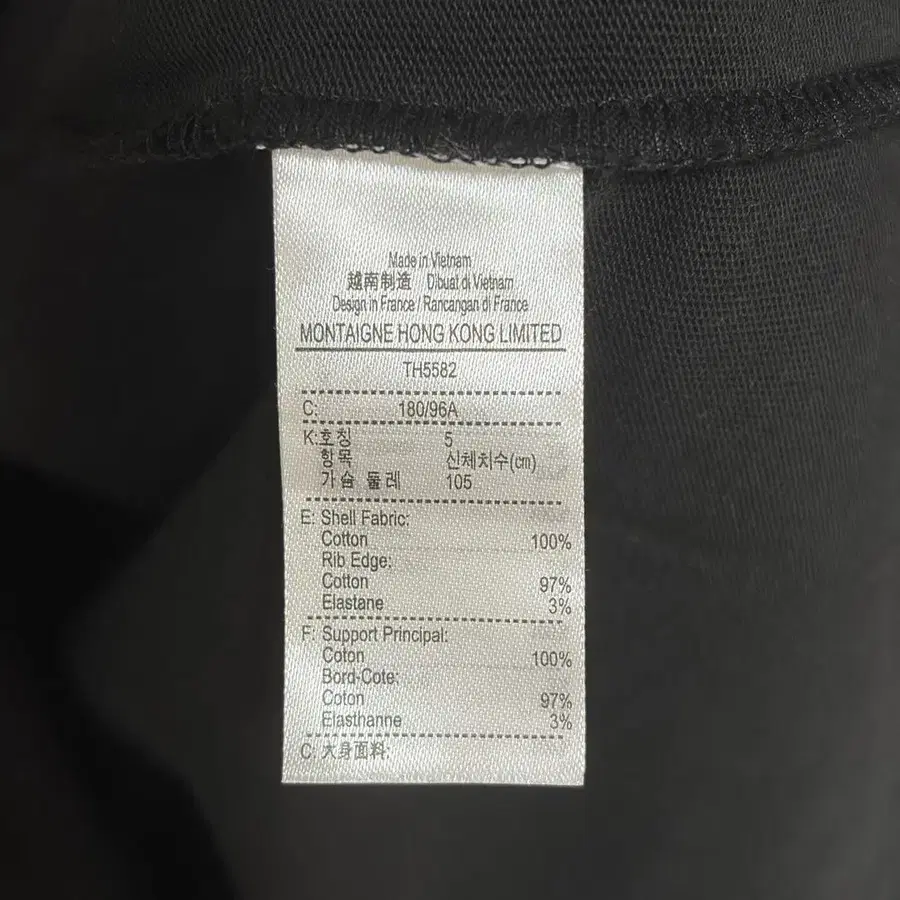 Made in Vietnam
越南制造 Dibuat di Vietnam
Design in France / Rancangan di France
MONTAIGNE HONG KONG LIMITED
TH5582
C: 180/96A
K:호칭 5
항목 신체치수(cm)
가슴 둘레 105
E: Shell Fabric:
Cotton 100%
Rib Edge:
Cotton 97%
Elastane 3%
F: Support Principal:
Coton 100%
Bord-Cote:
Coton 97%
Elasthanne 3%
C: 大身面料: